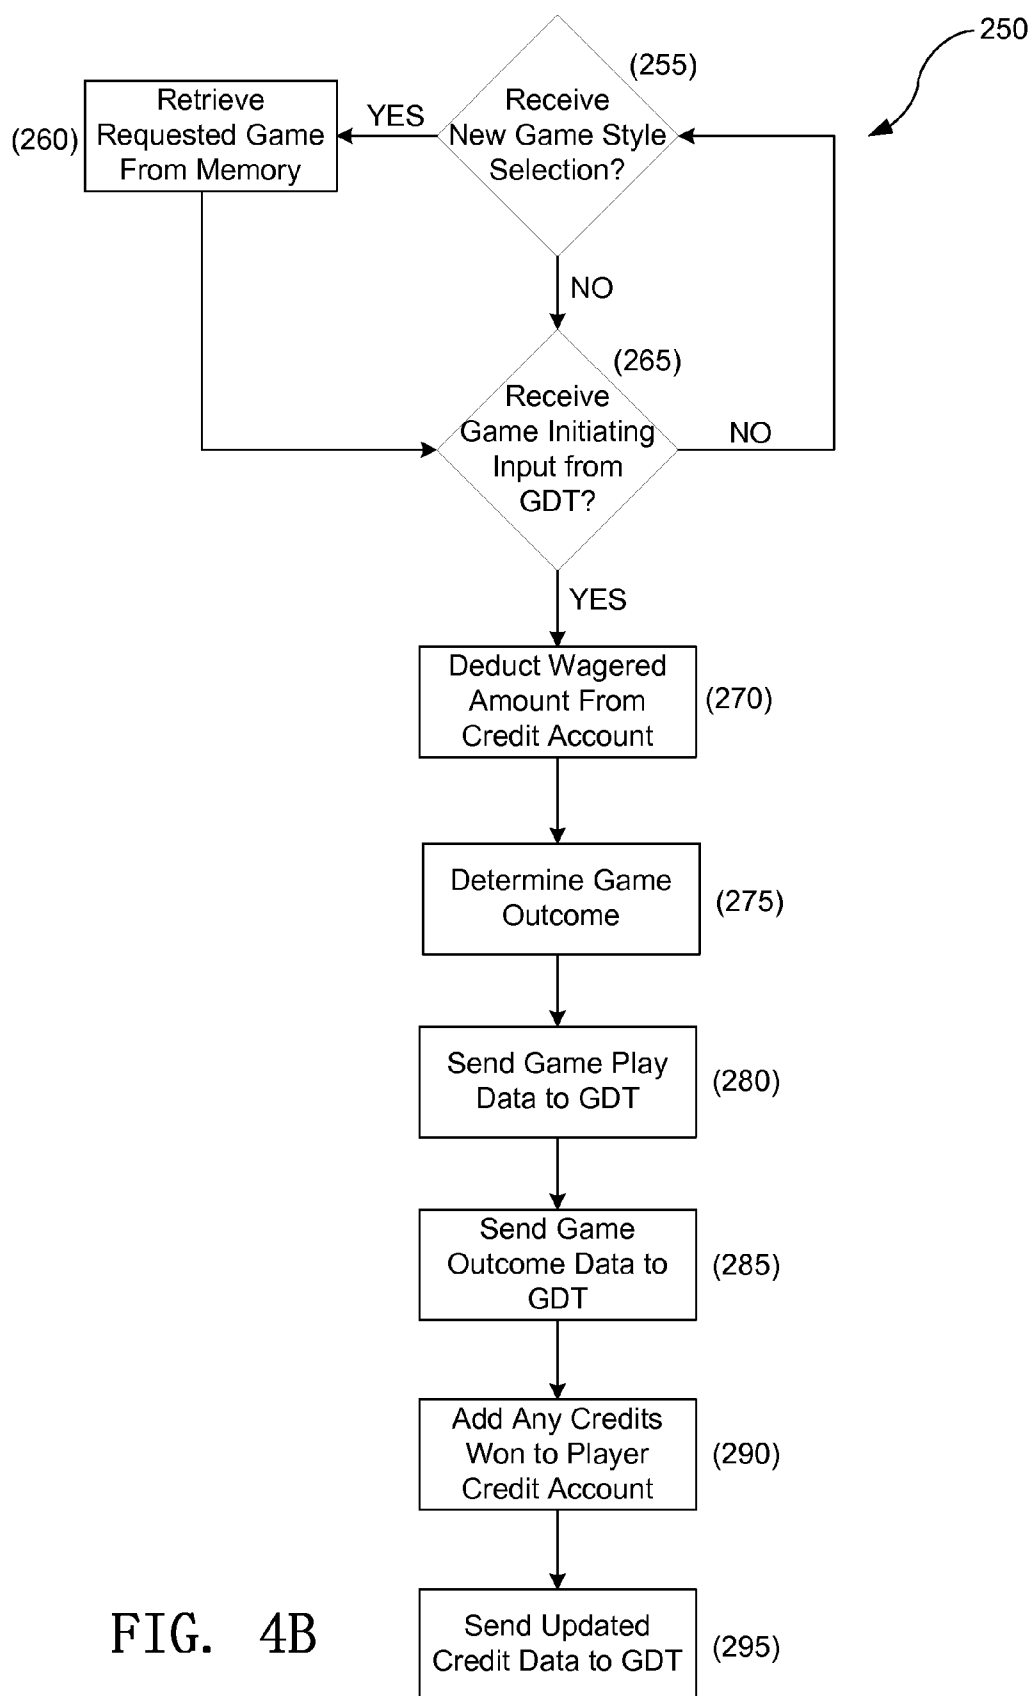 250
(255)
Receive
New Game Style
Selection?
YES
Retrieve
Requested Game
From Memory
(260)
NO
(265)
Receive
Game Initiating
Input from
GDT?
NO
YES
Deduct Wagered
Amount From
Credit Account
(270)
Determine Game
Outcome
(275)
Send Game Play
Data to GDT
(280)
Send Game
Outcome Data to
GDT
(285)
Add Any Credits
Won to Player
Credit Account
(290)
Send Updated
Credit Data to GDT
(295)
FIG. 4B